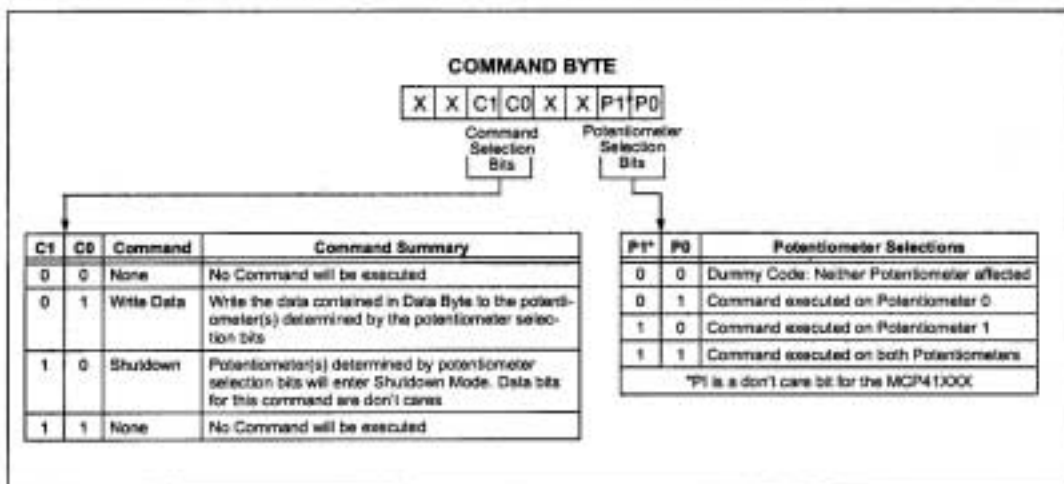 COMMAND BYTE
X X C1 C0 X X P1* P0
Command
Selection
Bits
Potentiometer
Selection
Bits
C1 C0 Command Command Summary
0 0 None No Command will be executed
0 1 Write Data Write the data contained in Data Byte to the potenti-
ometer(s) determined by the potentiometer selec-
tion bits
1 0 Shutdown Potentiometer(s) determined by potentiometer
selection bits will enter Shutdown Mode. Data bits
for this command are don't cares
1 1 None No Command will be executed
P1* P0 Potentiometer Selections
0 0 Dummy Code: Neither Potentiometer affected
0 1 Command executed on Potentiometer 0
1 0 Command executed on Potentiometer 1
1 1 Command executed on both Potentiometers
*PI is a don't care bit for the MCP41XXX